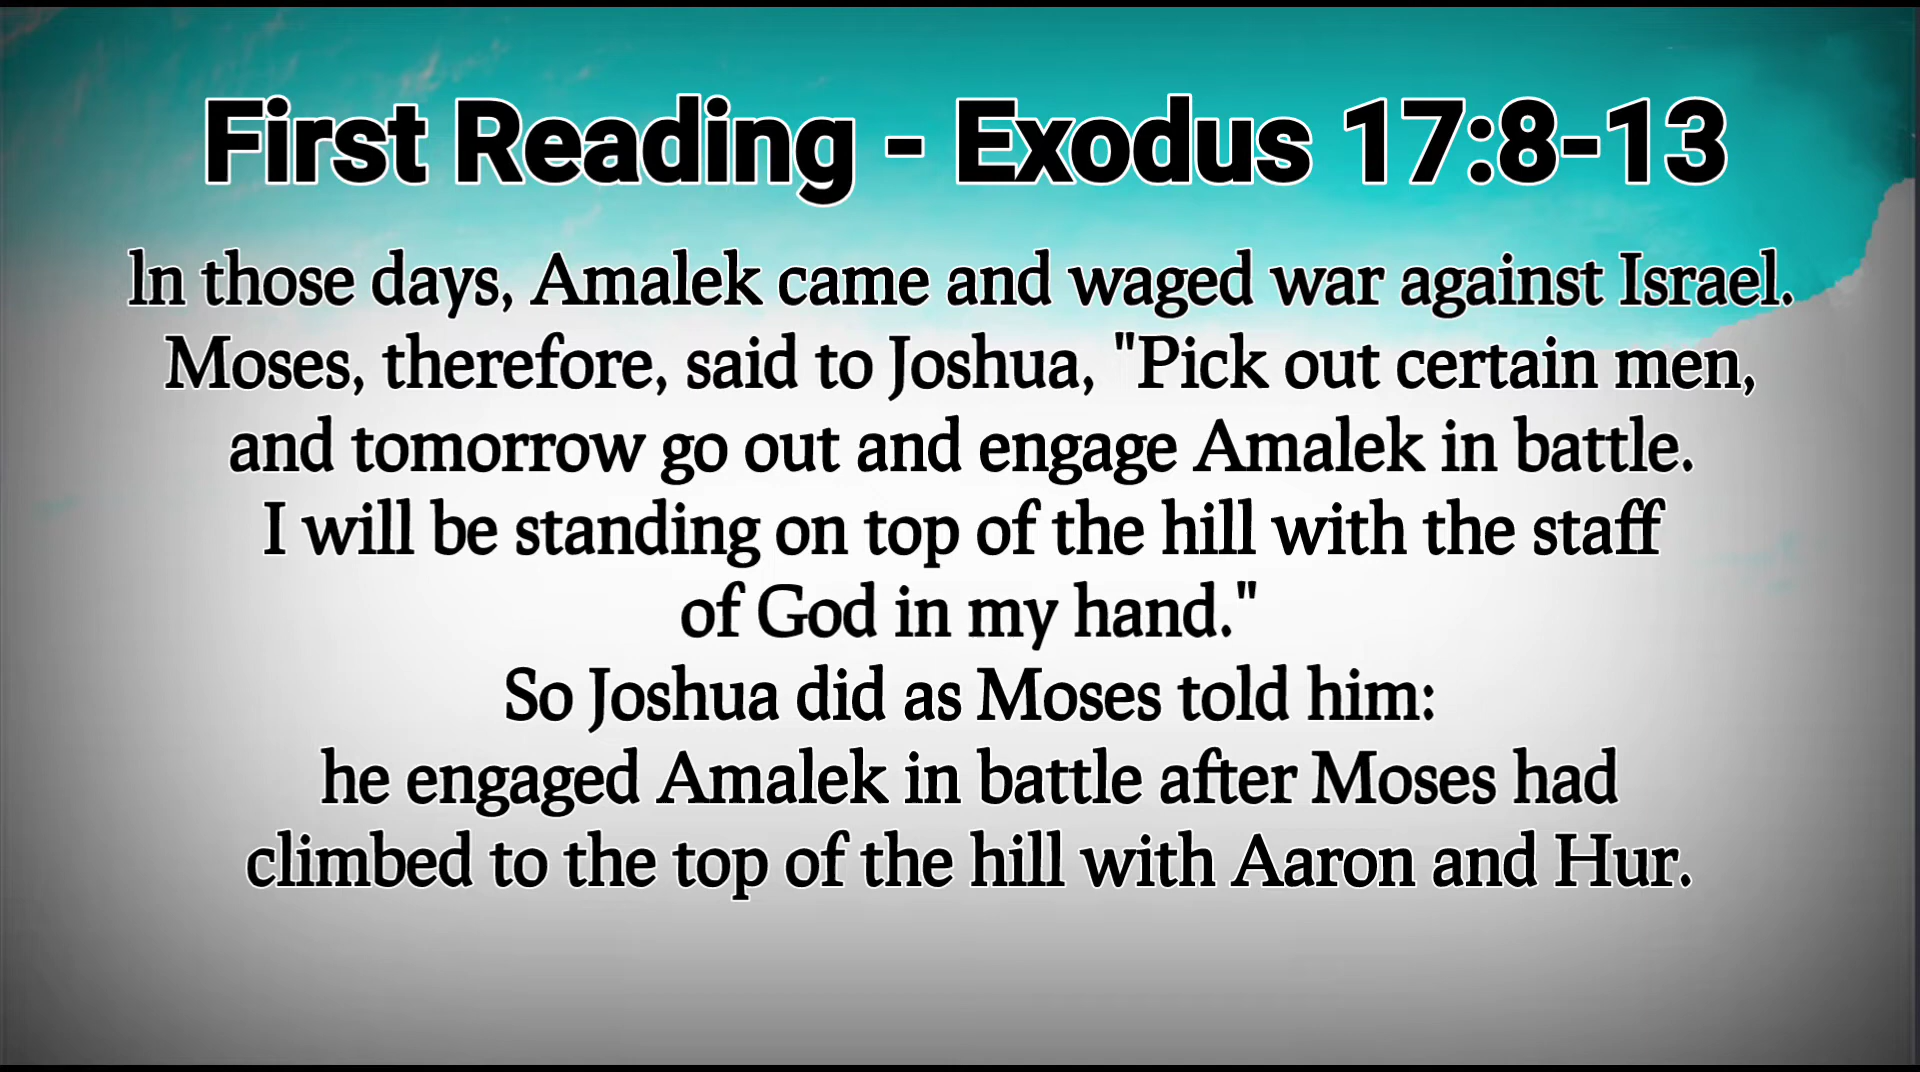 First Reading - Exodus 17:8-13
In those days, Amalek came and waged war against Israel.
Moses, therefore, said to Joshua, "Pick out certain men,
and tomorrow go out and engage Amalek in battle.
I will be standing on top of the hill with the staff
of God in my hand."
So Joshua did as Moses told him:
he engaged Amalek in battle after Moses had
climbed to the top of the hill with Aaron and Hur.